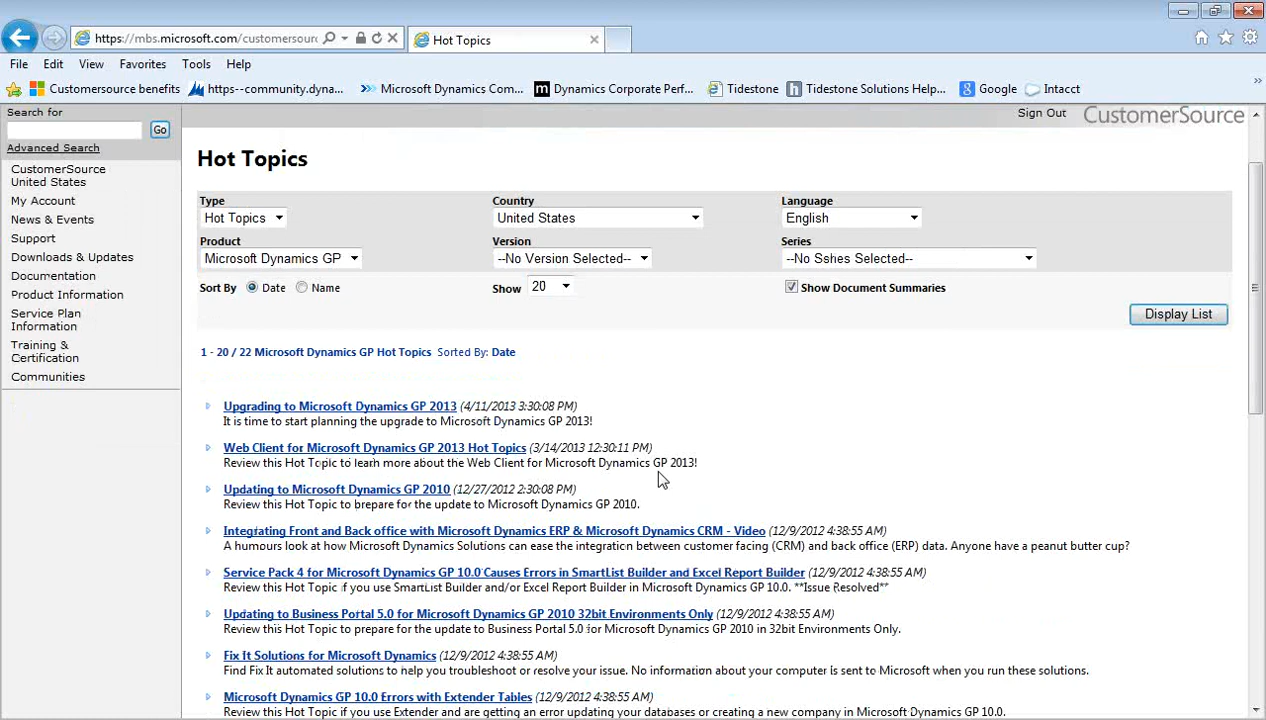 https://mbs.microsoft.com/customersourc
Hot Topics
File Edit View Favorites Tools Help
Customersource benefits https--community.dyna... Microsoft Dynamics Com... Dynamics Corporate Perf... Tidestone Tidestone Solutions Help... Google Intacct
Search for
Go
Advanced Search
CustomerSource
United States
My Account
News & Events
Support
Downloads & Updates
Documentation
Product Information
Service Plan
Information
Training &
Certification
Communities
Sign Out CustomerSource
Hot Topics
Type Country Language
Hot Topics United States English
Product Version Series
Microsoft Dynamics GP --No Version Selected-- --No Sshes Selected--
Sort By Date Name Show 20 Show Document Summaries
Display List
1 - 20 / 22 Microsoft Dynamics GP Hot Topics Sorted By: Date
Upgrading to Microsoft Dynamics GP 2013 (4/11/2013 3:30:08 PM)
It is time to start planning the upgrade to Microsoft Dynamics GP 2013!
Web Client for Microsoft Dynamics GP 2013 Hot Topics (3/14/2013 12:30:11 PM)
Review this Hot Topic to learn more about the Web Client for Microsoft Dynamics GP 2013!
Updating to Microsoft Dynamics GP 2010 (12/27/2012 2:30:08 PM)
Review this Hot Topic to brepare for the update to Microsoft Dynamics GP 2010.
Integrating Front and Back office with Microsoft Dynamics ERP & Microsoft Dynamics CRM - Video (12/9/2012 4:38:55 AM)
A humours look at how Microsoft Dynamics Solutions can ease the integration between customer facing (CRM) and back office (ERP) data. Anyone have a peanut butter cup?
Service Pack 4 for Microsoft Dynamics GP 10.0 Causes Errors in SmartList Builder and Excel Report Builder (12/9/2012 4:38:55 AM)
Review this Hot Topic if you use SmartList Builder and/or Excel Report Builder in Microsoft Dynamics GP 10.0. **Issue Resolved**
Updating to Business Portal 5.0 for Microsoft Dynamics GP 2010 32bit Environments Only (12/9/2012 4:38:55 AM)
Review this Hot Topic to prepare for the update to Business Portal 5.0 for Microsoft Dynamics GP 2010 in 32bit Environments Only.
Fix It Solutions for Microsoft Dynamics (12/9/2012 4:38:55 AM)
Find Fix It automated solutions to help you troubleshoot or resolve your issue. No information about your computer is sent to Microsoft when you run these solutions.
Microsoft Dynamics GP 10.0 Errors with Extender Tables (12/9/2012 4:38:55 AM)
Review this Hot Topic if you use Extender and are getting an error updating your databases or creating a new company in Microsoft Dynamics GP 10.0.